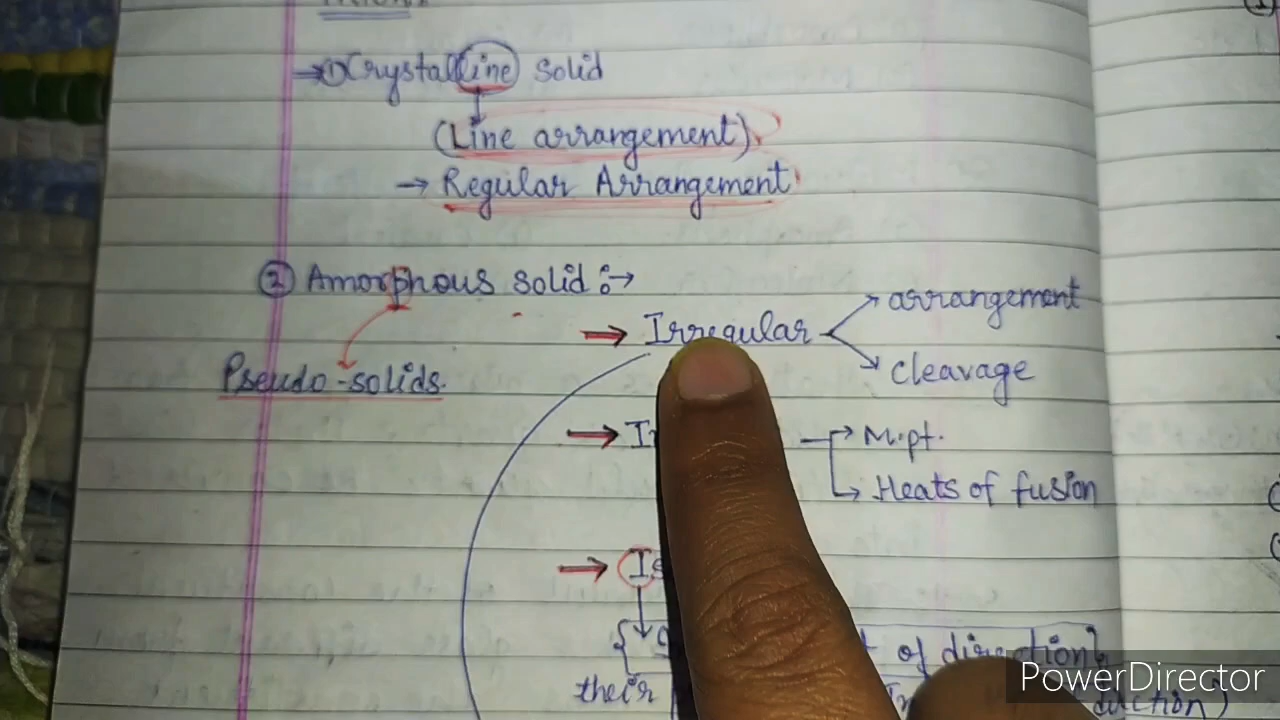 →① Crystalline Solid
(Line arrangement)
→ Regular Arrangement
② Amorphous solid :→
→ Irregular → arrangement
→ cleavage
Pseudo-solids.
→ M.pt.
→ Heats of fusion
of direction}
their
PowerDirector